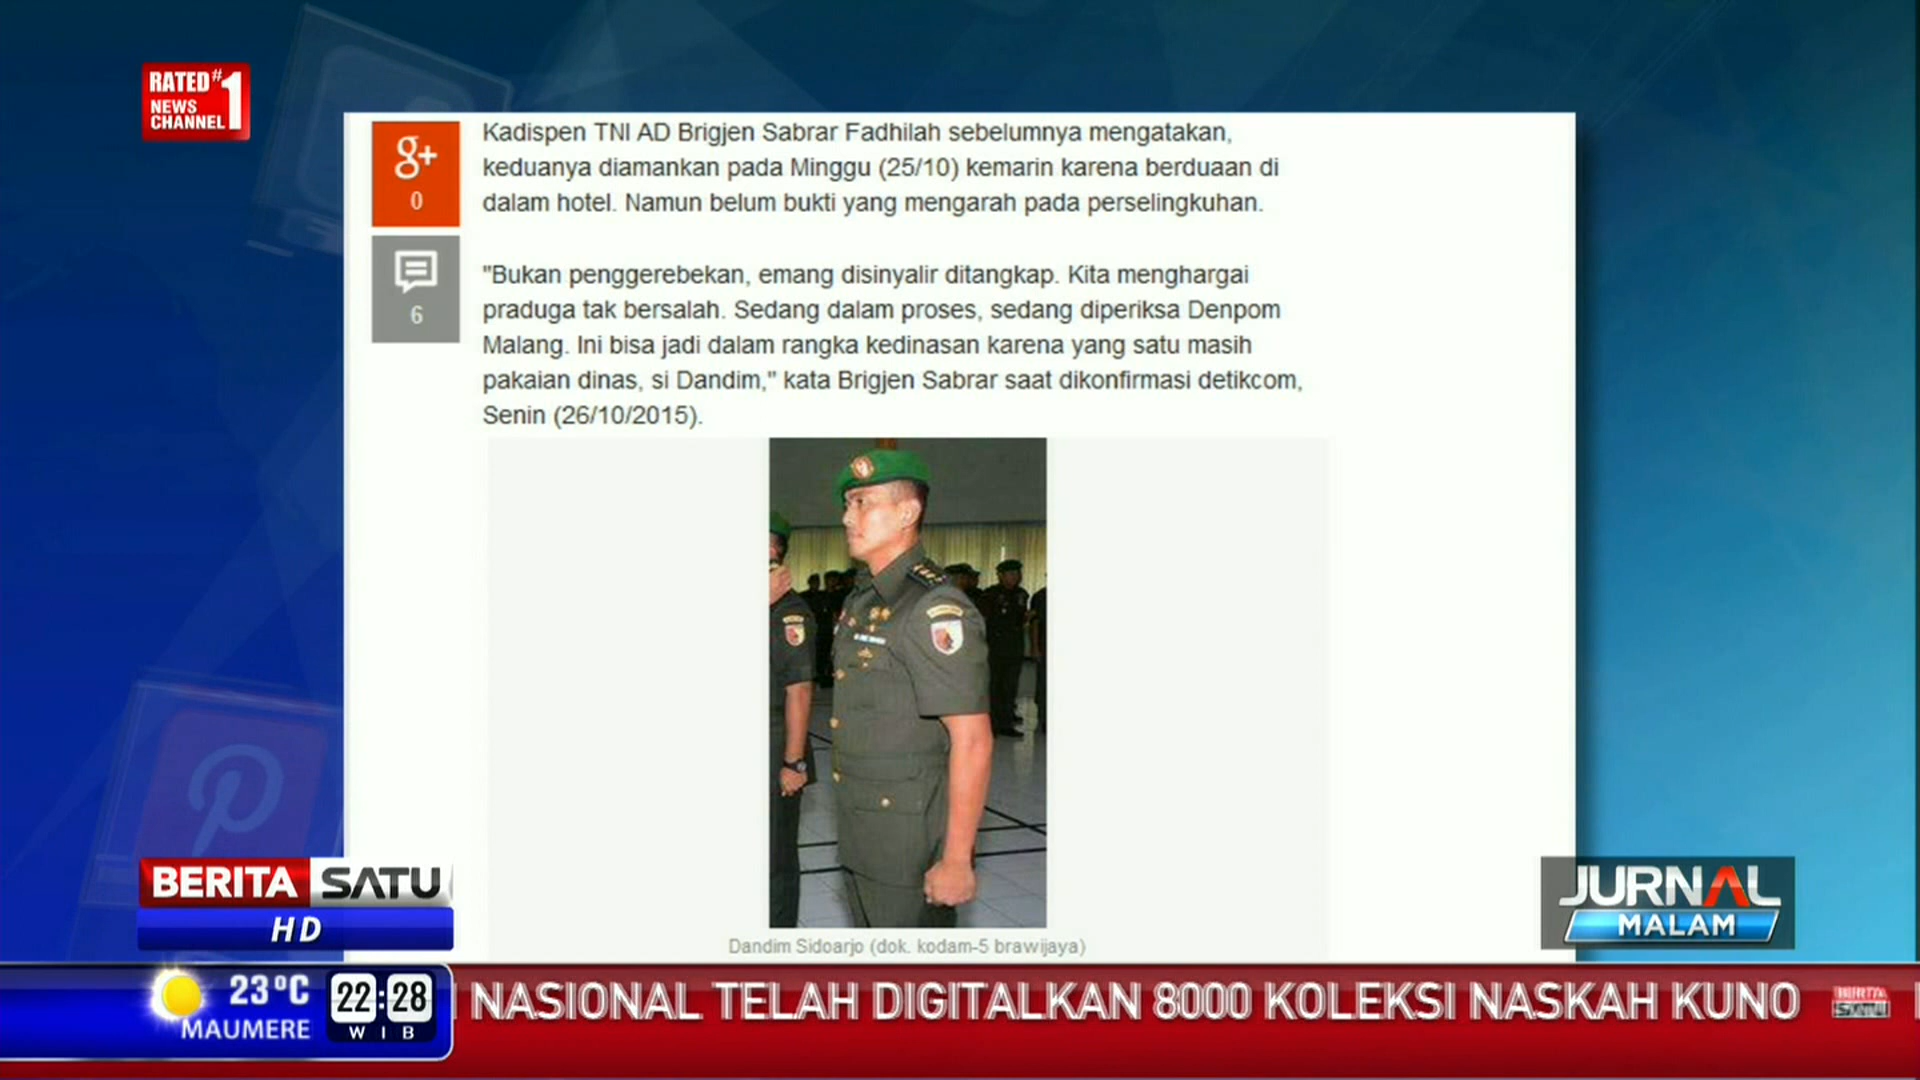 RATED #1
NEWS
CHANNEL
g+
0
6
Kadispen TNI AD Brigjen Sabrar Fadhilah sebelumnya mengatakan,
keduanya diamankan pada Minggu (25/10) kemarin karena berduaan di
dalam hotel. Namun belum bukti yang mengarah pada perselingkuhan.
"Bukan penggerebekan, emang disinyalir ditangkap. Kita menghargai
praduga tak bersalah. Sedang dalam proses, sedang diperiksa Denpom
Malang. Ini bisa jadi dalam rangka kedinasan karena yang satu masih
pakaian dinas, si Dandim," kata Brigjen Sabrar saat dikonfirmasi detikcom,
Senin (26/10/2015).
Dandim Sidoarjo (dok. kodam-5 brawijaya)
BERITA SATU
HD
JURNAL
MALAM
23°C
MAUMERE
22:28
WIB
NASIONAL TELAH DIGITALKAN 8000 KOLEKSI NASKAH KUNO
BERITA
SATU